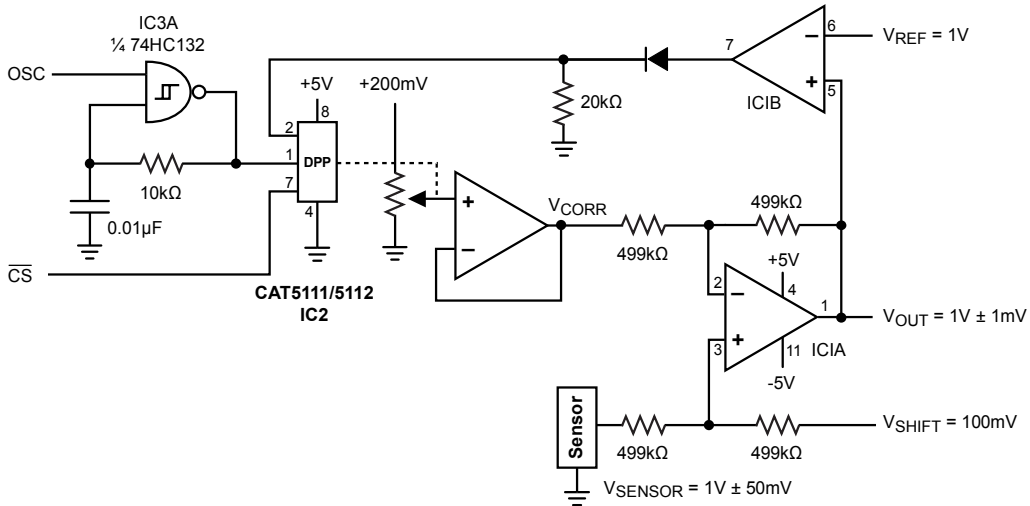 IC3A
¼ 74HC132
OSC
+5V
8
2
1
7
4
DPP
10kΩ
0.01µF
CS
CAT5111/5112
IC2
+200mV
20kΩ
7
6
5
−
+
ICIB
VREF = 1V
+
−
VCORR
499kΩ
499kΩ
+5V
2
−
4
1
3
+
11
ICIA
-5V
VOUT = 1V ± 1mV
Sensor
499kΩ
499kΩ
VSHIFT = 100mV
VSENSOR = 1V ± 50mV